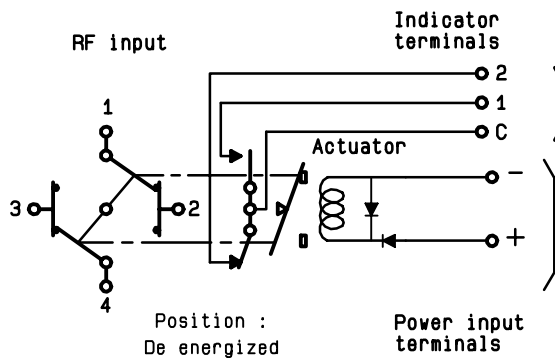 Indicator
terminals
RF input
2
1
C
1
Actuator
-
3
2
+
4
Position :
De energized
Power input
terminals